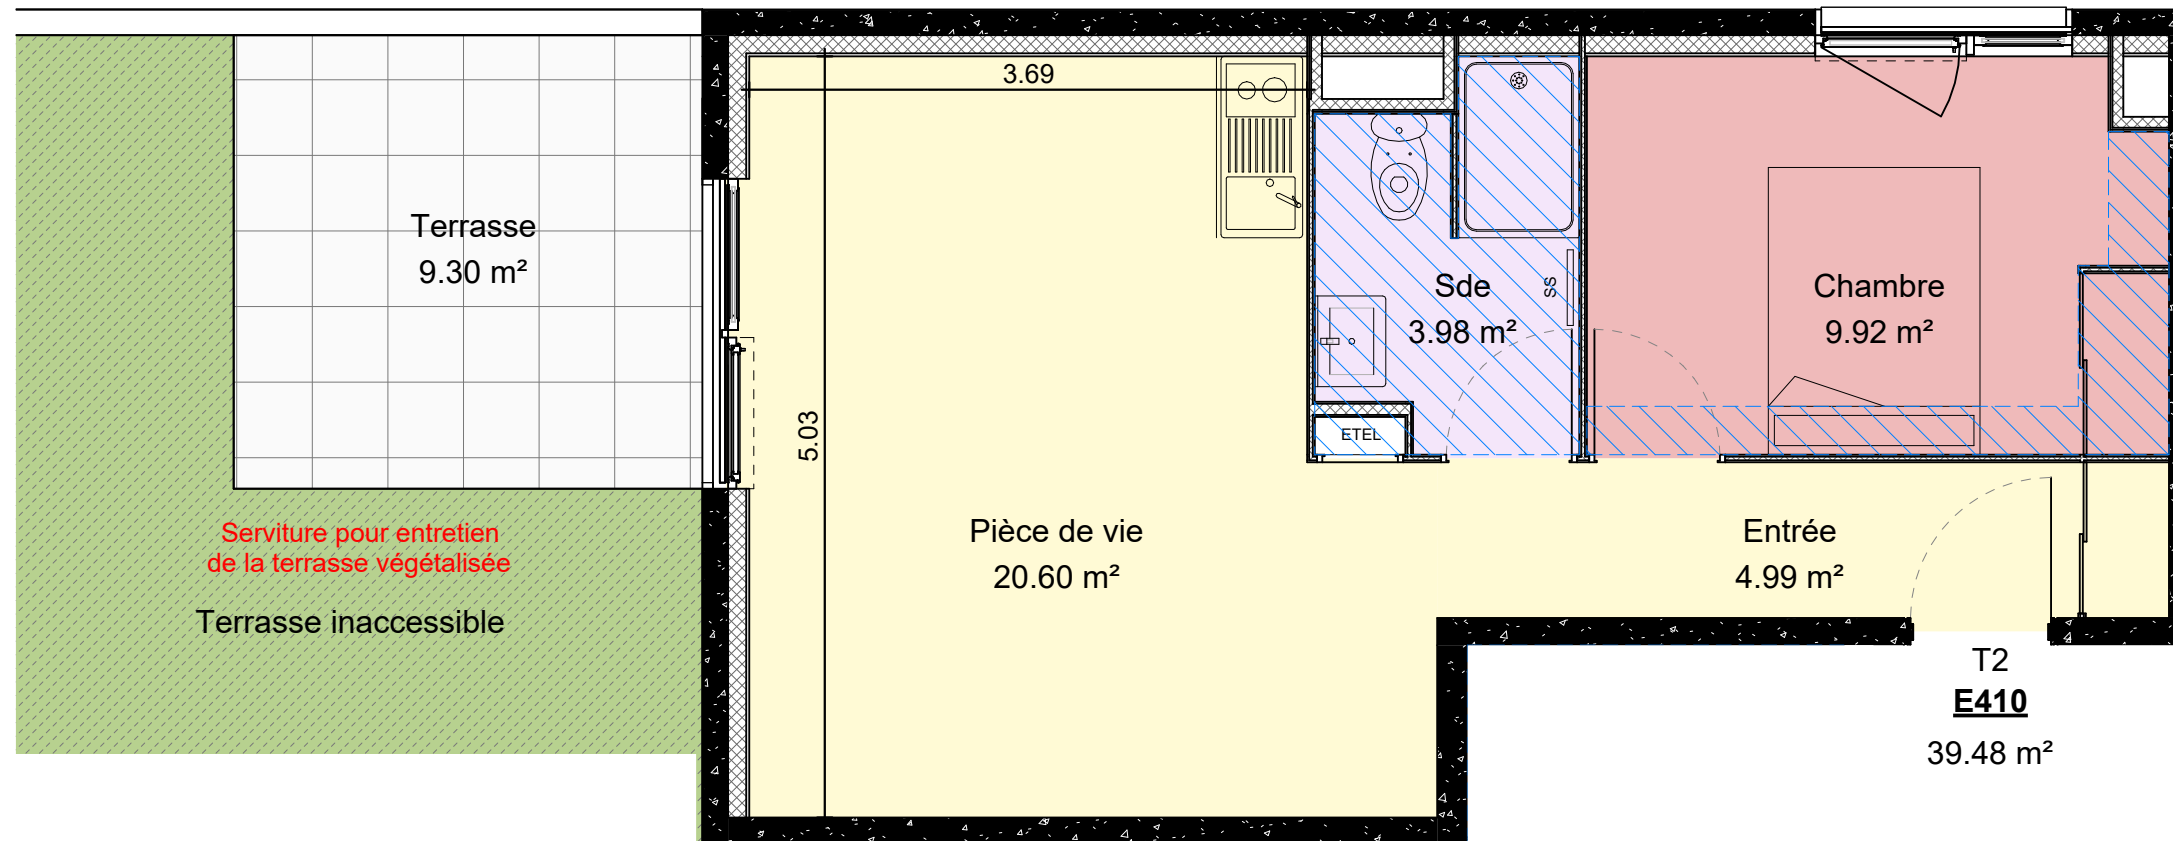 3.69
Terrasse
9.30 m²
Sde
3.98 m²
SS
Chambre
9.92 m²
5.03
ETEL
Serviture pour entretien
de la terrasse végétalisée
Terrasse inaccessible
Pièce de vie
20.60 m²
Entrée
4.99 m²
T2
E410
39.48 m²